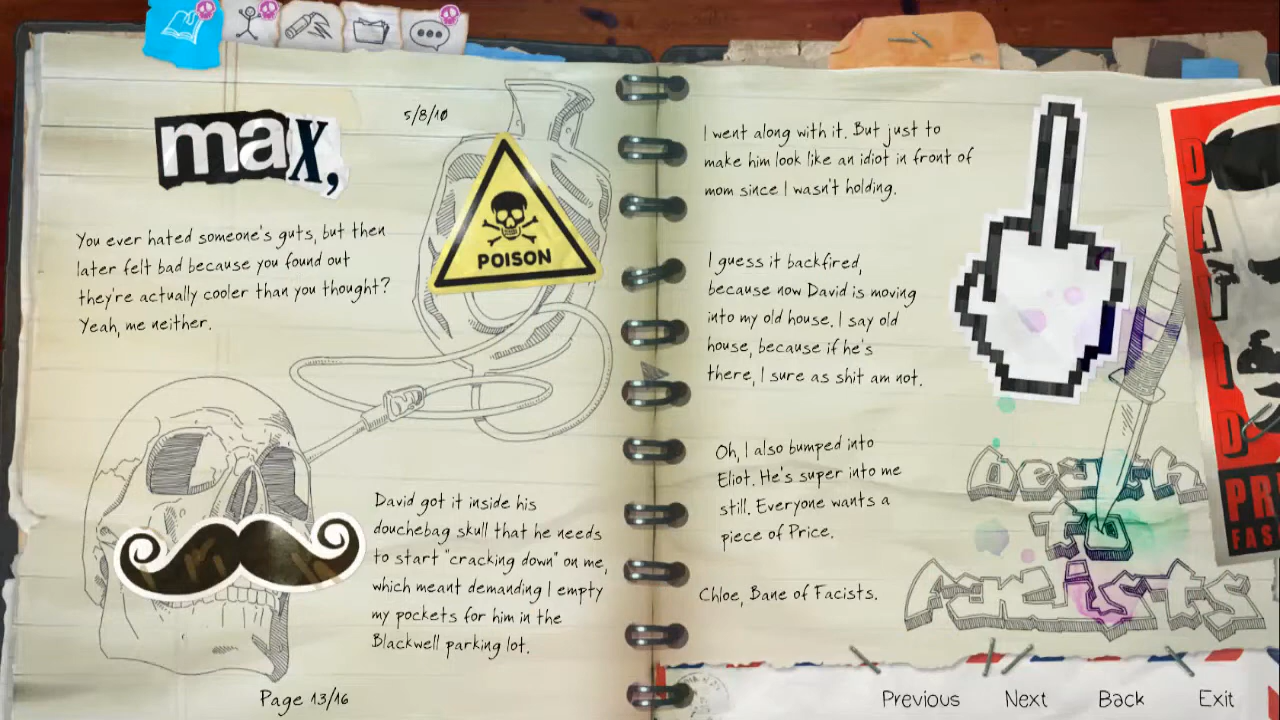 max,
5/8/10
You ever hated someone's guts, but then
later felt bad because you found out
they're actually cooler than you thought?
Yeah, me neither.
POISON
David got it inside his
douchebag skull that he needs
to start "cracking down" on me,
which meant demanding I empty
my pockets for him in the
Blackwell parking lot.
Page 13/16
I went along with it. But just to
make him look like an idiot in front of
mom since I wasn't holding.
I guess it backfired,
because now David is moving
into my old house. I say old
house, because if he's
there, I sure as shit am not.
Oh, I also bumped into
Eliot. He's super into me
still. Everyone wants a
piece of Price.
Chloe, Bane of Facists.
death
to
DAVID
PRI
FAS
Previous
Next
Back
Exit